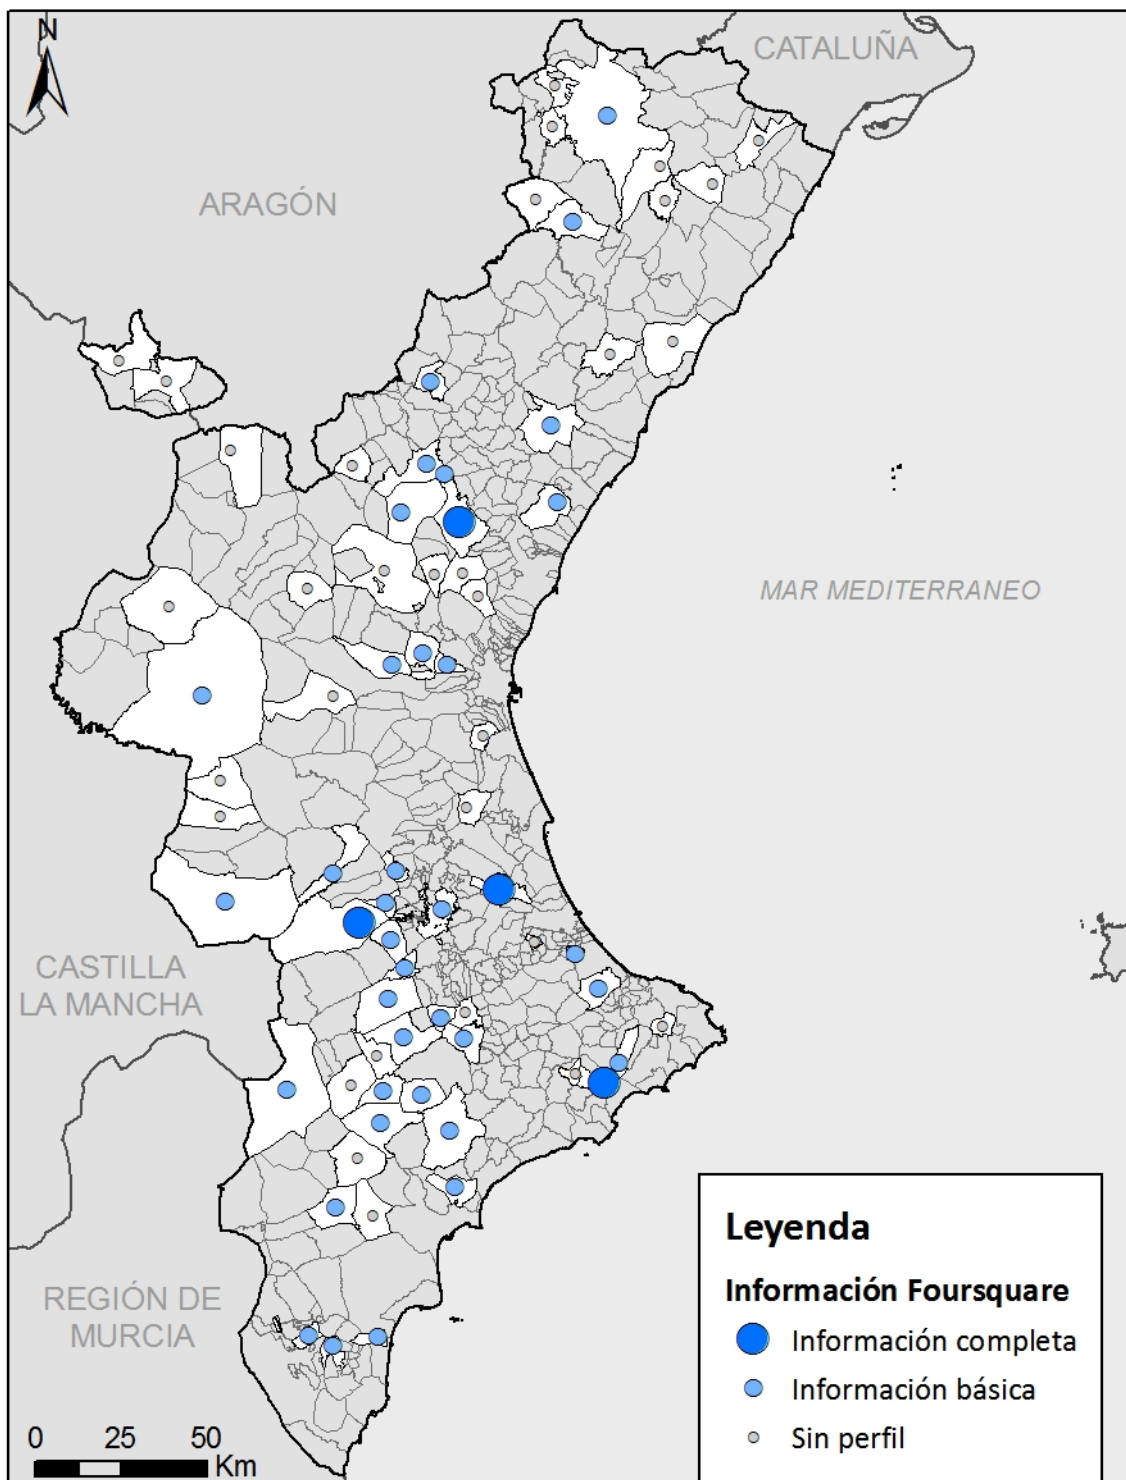 N
CATALUÑA
ARAGÓN
MAR MEDITERRANEO
CASTILLA
LA MANCHA
REGIÓN DE
MURCIA
Leyenda
Información Foursquare
Información completa
Información básica
Sin perfil
0 25 50
Km